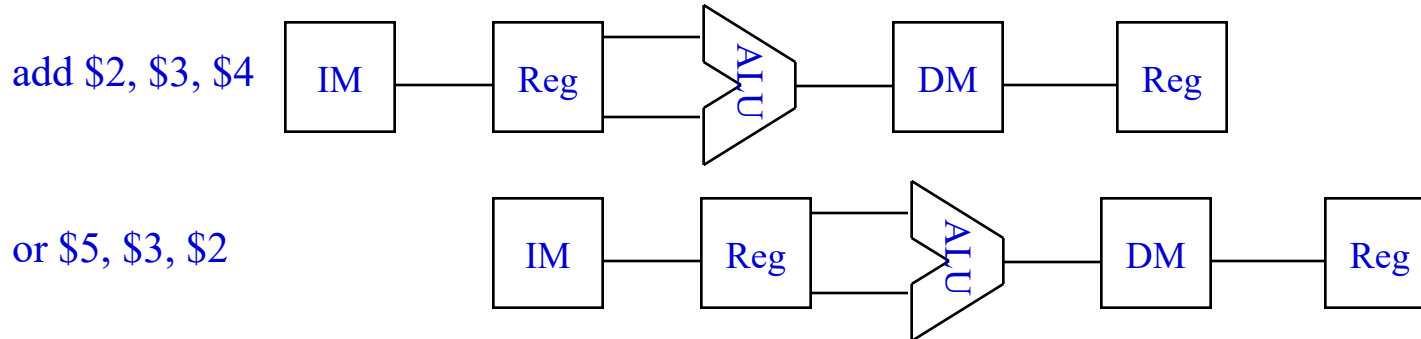 add $2, $3, $4 IM Reg ALU DM Reg
or $5, $3, $2 IM Reg ALU DM Reg